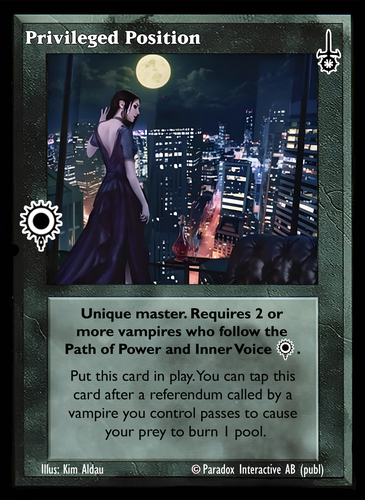 Privileged Position
Unique master. Requires 2 or
more vampires who follow the
Path of Power and Inner Voice .
Put this card in play. You can tap this
card after a referendum called by a
vampire you control passes to cause
your prey to burn 1 pool.
Illus: Kim Aldau
© Paradox Interactive AB (publ)